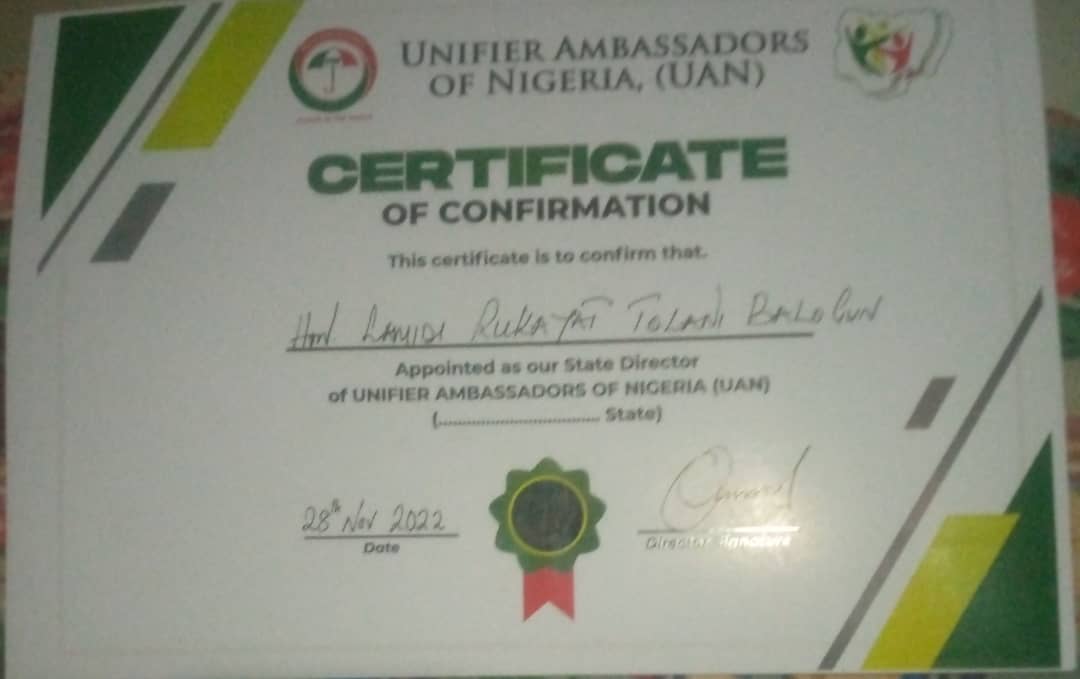 UNIFIER AMBASSADORS
OF NIGERIA, (UAN)
CERTIFICATE
OF CONFIRMATION
This certificate is to confirm that.
Hon. LAMIDI RUKAYAT TOLANI BALOGUN
Appointed as our State Director
of UNIFIER AMBASSADORS OF NIGERIA (UAN)
(................................. State)
28th Nov 2022
Date
Director Signature